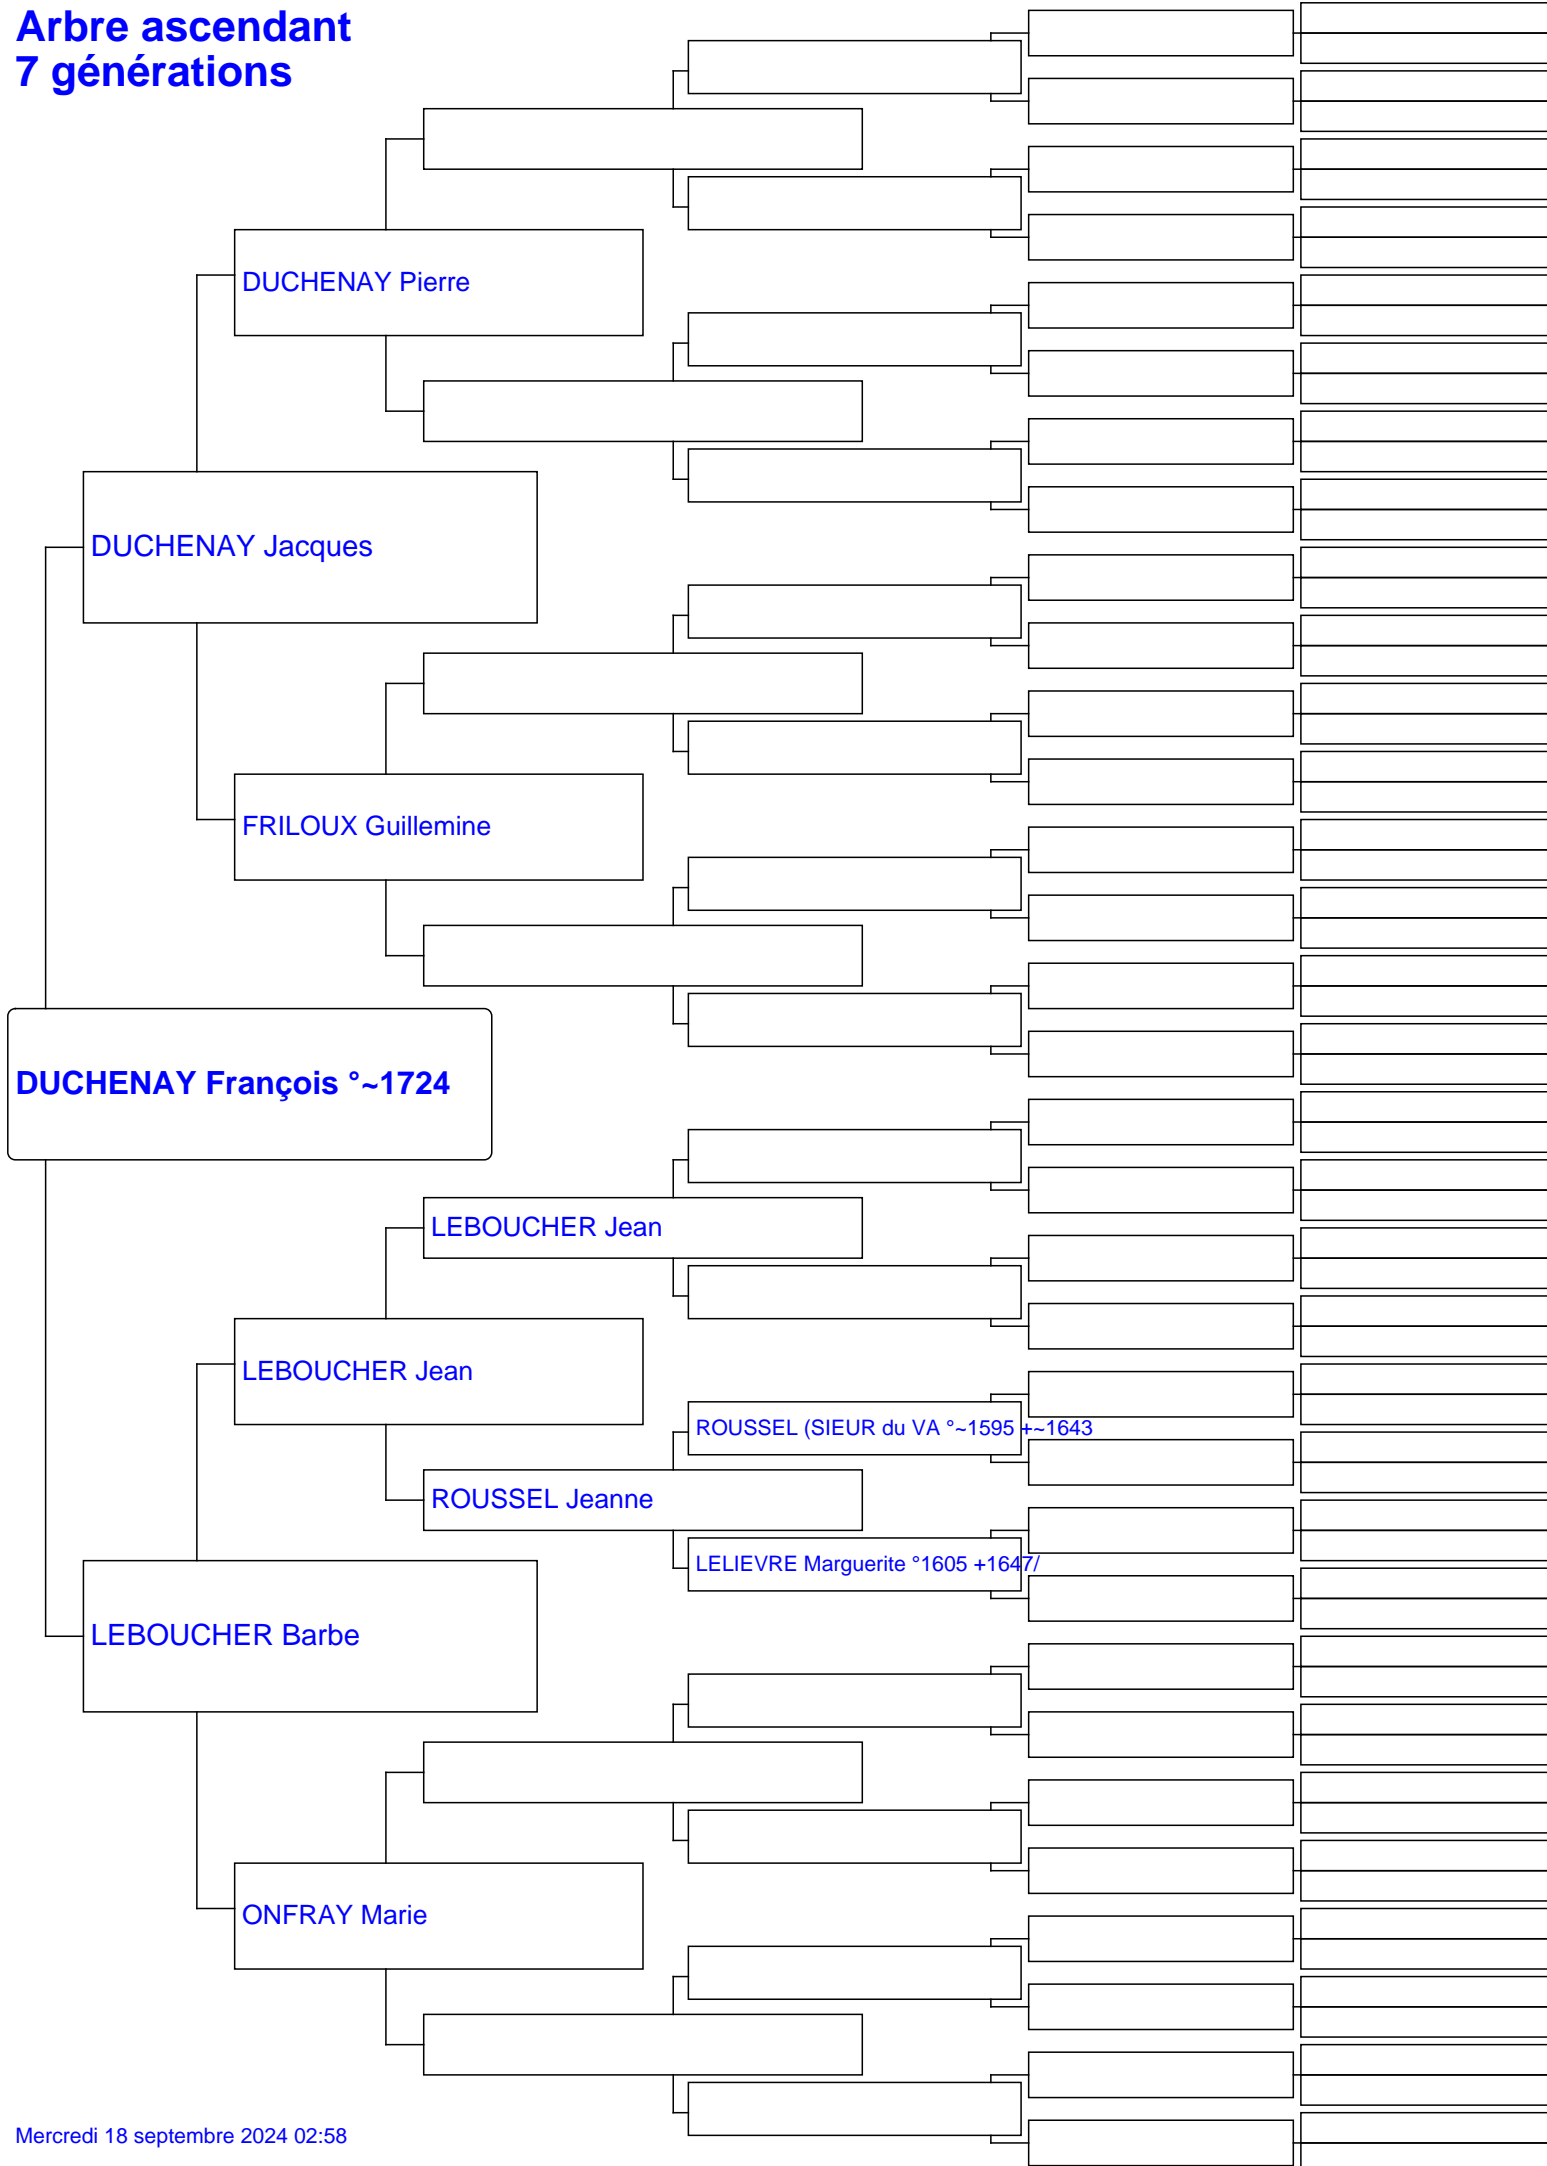 Arbre ascendant
7 générations
DUCHENAY Pierre
DUCHENAY Jacques
FRILOUX Guillemine
DUCHENAY François °~1724
LEBOUCHER Jean
LEBOUCHER Jean
ROUSSEL (SIEUR du VA °~1595 +~1643
ROUSSEL Jeanne
LELIEVRE Marguerite °1605 +1647/
LEBOUCHER Barbe
ONFRAY Marie
Mercredi 18 septembre 2024 02:58